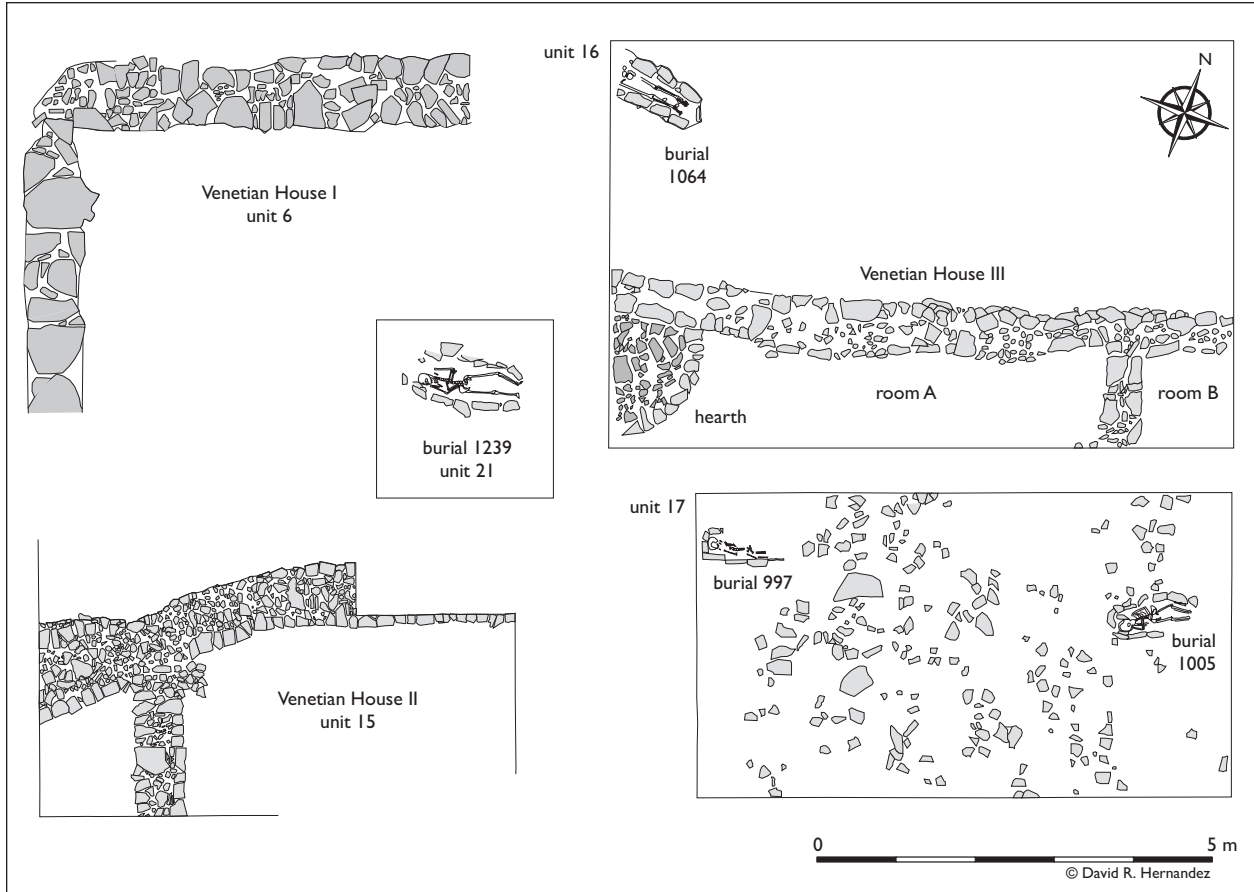 unit 16
N
burial
1064
Venetian House I
unit 6
Venetian House III
room A
room B
hearth
burial 1239
unit 21
unit 17
burial 997
burial
1005
Venetian House II
unit 15
0
5 m
© David R. Hernandez